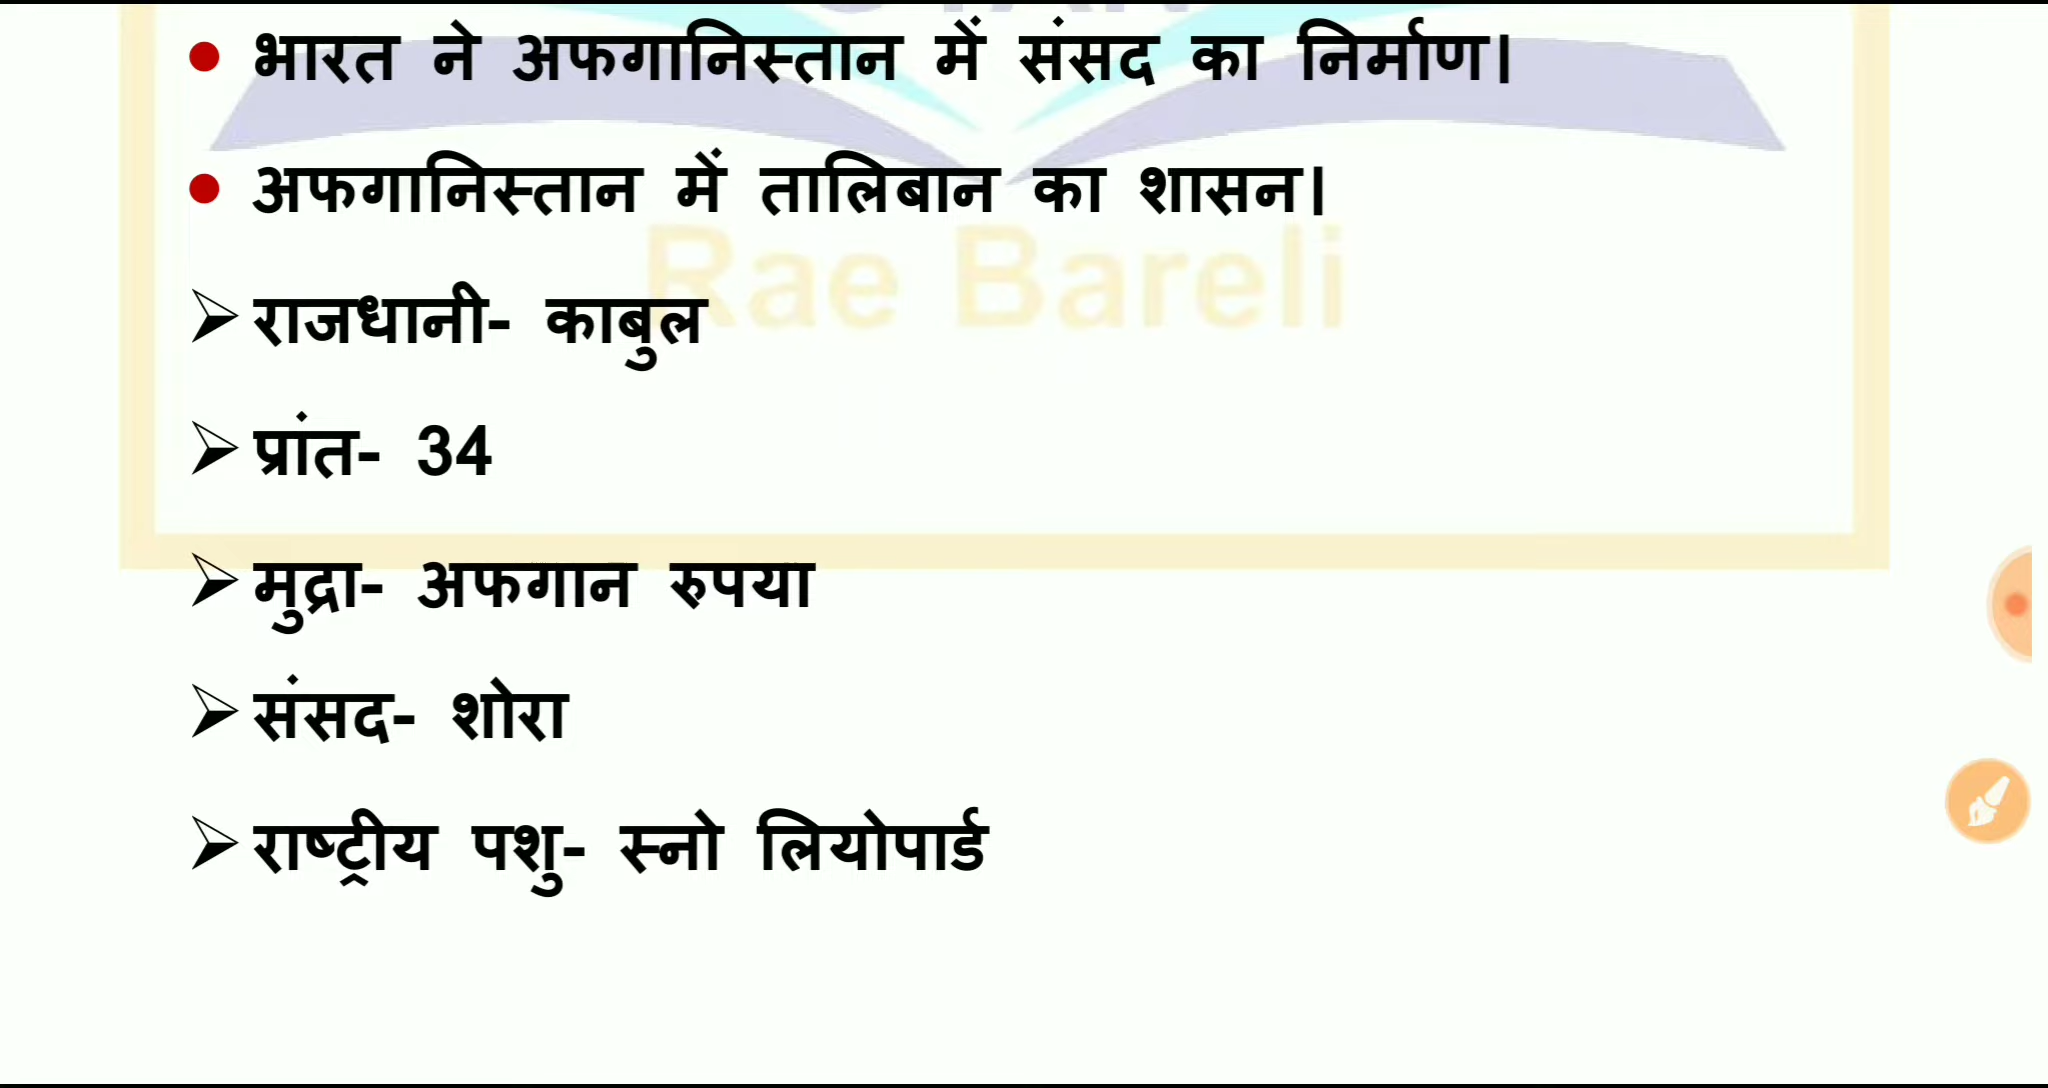 • भारत ने अफगानिस्तान में संसद का निर्माण।
• अफगानिस्तान में तालिबान का शासन।
Rae Bareli
➢ राजधानी- काबुल
➢ प्रांत- 34
➢ मुद्रा- अफगान रुपया
➢ संसद- शोरा
➢ राष्ट्रीय पशु- स्नो लियोपार्ड